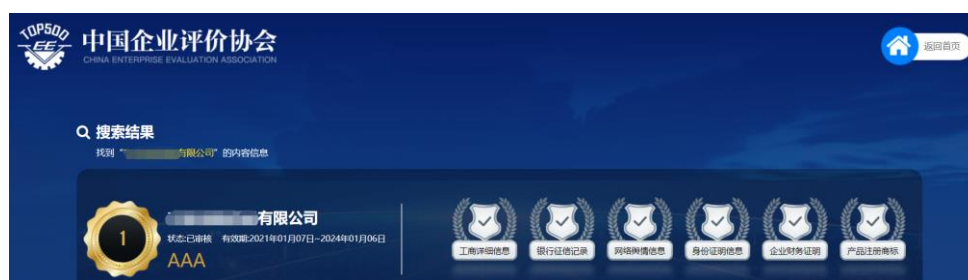 TOP500
EE
中国企业评价协会
CHINA ENTERPRISE EVALUATION ASSOCIATION
返回首页
搜索结果
找到 " 有限公司" 的内容信息
1
有限公司
状态:已审核 有效期:2021年01月07日~2024年01月06日
AAA
工商详细信息
银行征信记录
网络舆情信息
身份证明信息
企业财务证明
产品注册商标